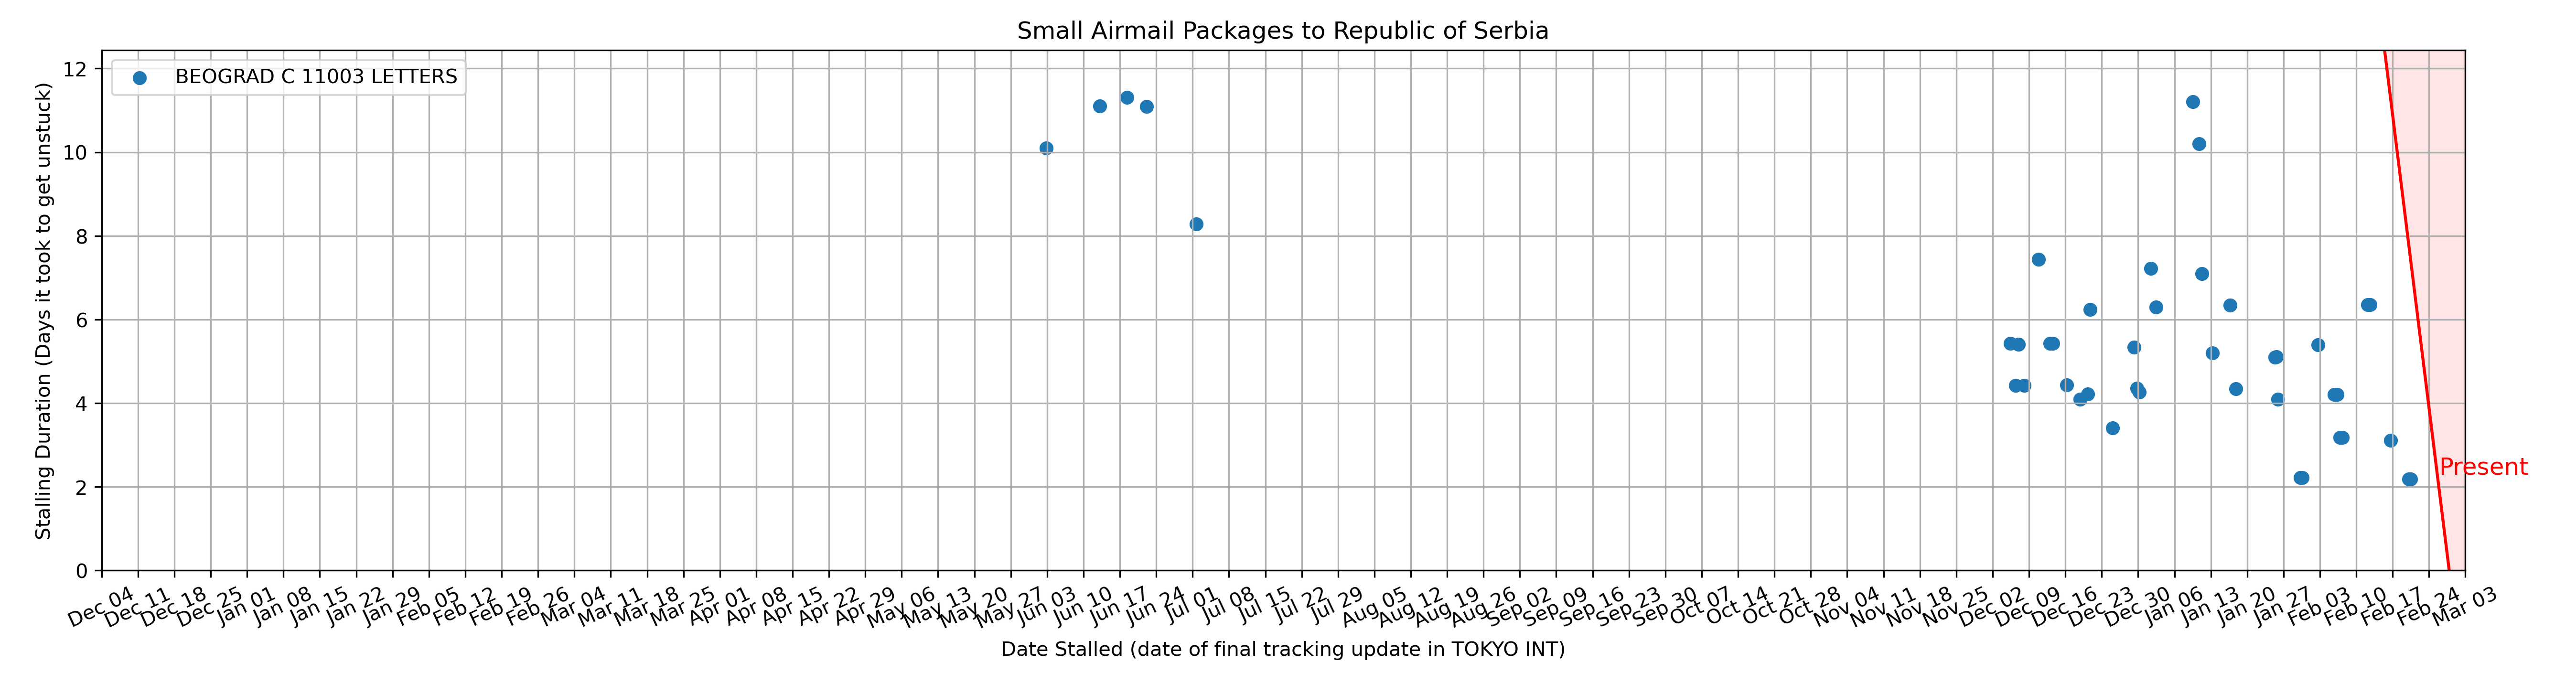 Small Airmail Packages to Republic of Serbia
BEOGRAD C 11003 LETTERS
Stalling Duration (Days it took to get unstuck)
12
10
8
6
4
2
0
Present
Dec 04 Dec 11 Dec 18 Dec 25 Jan 01 Jan 08 Jan 15 Jan 22 Jan 29 Feb 05 Feb 12 Feb 19 Feb 26 Mar 04 Mar 11 Mar 18 Mar 25 Apr 01 Apr 08 Apr 15 Apr 22 Apr 29 May 06 May 13 May 20 May 27 Jun 03 Jun 10 Jun 17 Jun 24 Jul 01 Jul 08 Jul 15 Jul 22 Jul 29 Aug 05 Aug 12 Aug 19 Aug 26 Sep 02 Sep 09 Sep 16 Sep 23 Sep 30 Oct 07 Oct 14 Oct 21 Oct 28 Nov 04 Nov 11 Nov 18 Nov 25 Dec 02 Dec 09 Dec 16 Dec 23 Dec 30 Jan 06 Jan 13 Jan 20 Jan 27 Feb 03 Feb 10 Feb 17 Feb 24 Mar 03
Date Stalled (date of final tracking update in TOKYO INT)